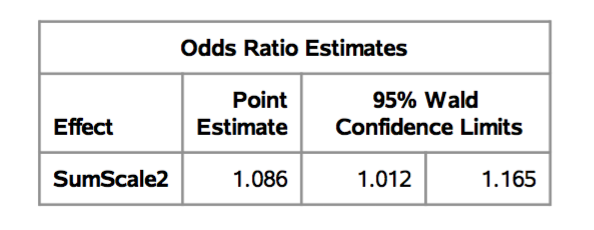 Odds Ratio Estimates
Effect
Point
Estimate
95% Wald
Confidence Limits
SumScale2 1.086 1.012 1.165